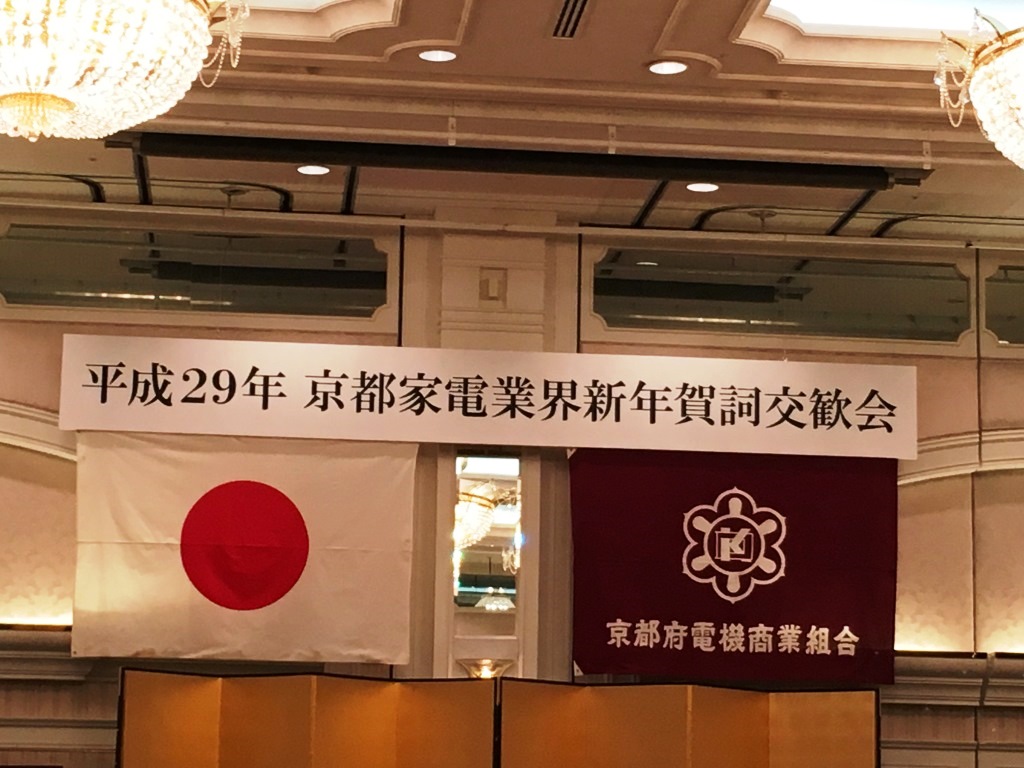 平成29年 京都家電業界新年賀詞交歓会
京都府電機商業組合